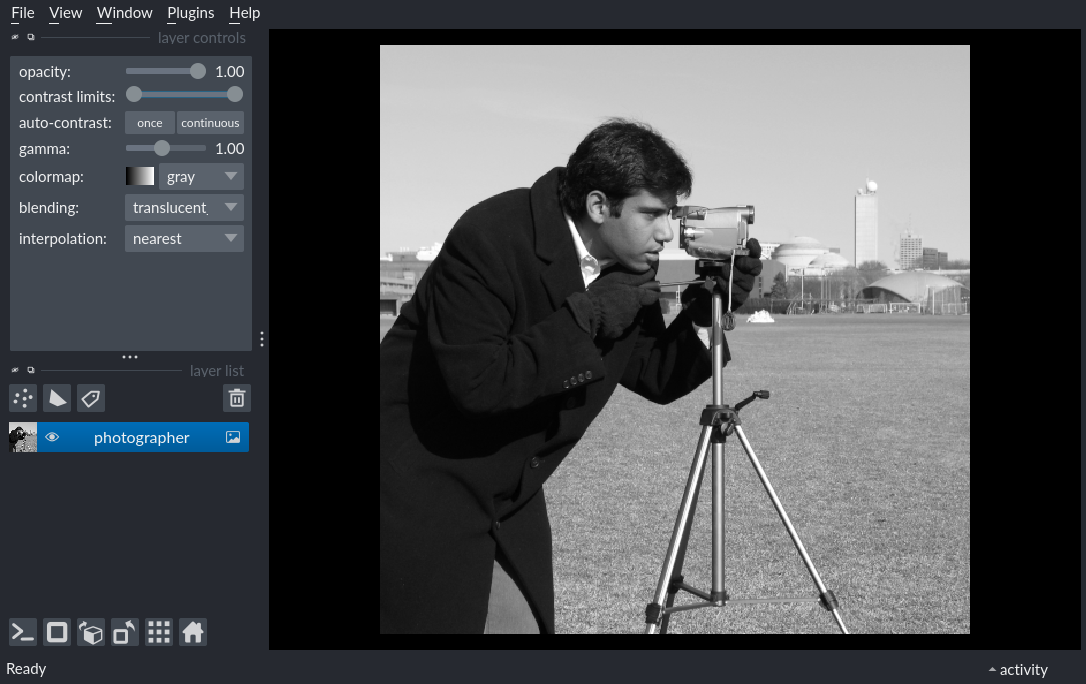 File View Window Plugins Help
layer controls
opacity: 1.00
contrast limits:
auto-contrast: once continuous
gamma: 1.00
colormap: gray
blending: translucent
interpolation: nearest
layer list
photographer
Ready
activity